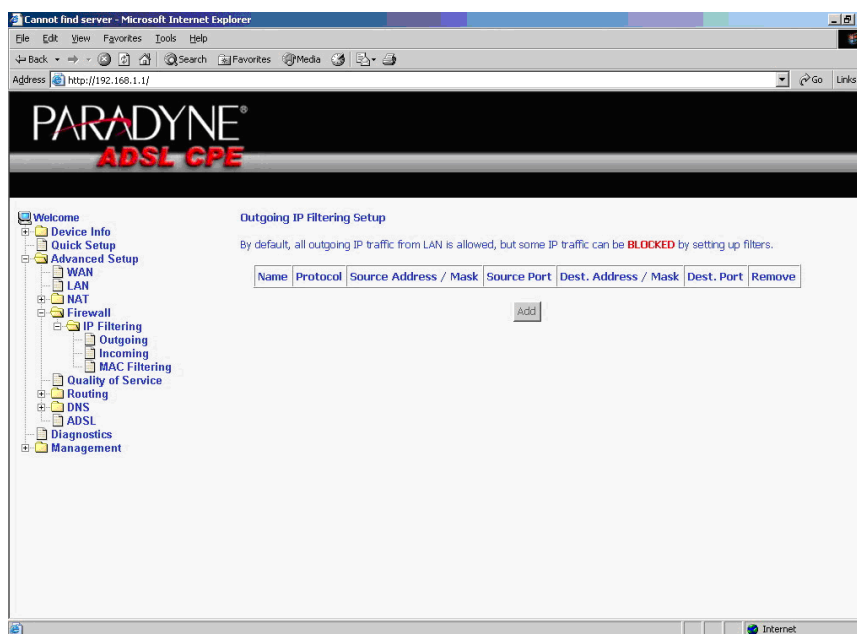 Cannot find server - Microsoft Internet Explorer
File Edit View Favorites Tools Help
Back Search Favorites Media
Address http://192.168.1.1/ Go Links
PARADYNE®
ADSL CPE
Welcome
Device Info
Quick Setup
Advanced Setup
WAN
LAN
NAT
Firewall
IP Filtering
Outgoing
Incoming
MAC Filtering
Quality of Service
Routing
DNS
ADSL
Diagnostics
Management
Outgoing IP Filtering Setup
By default, all outgoing IP traffic from LAN is allowed, but some IP traffic can be BLOCKED by setting up filters.
Name Protocol Source Address / Mask Source Port Dest. Address / Mask Dest. Port Remove
Add
Internet